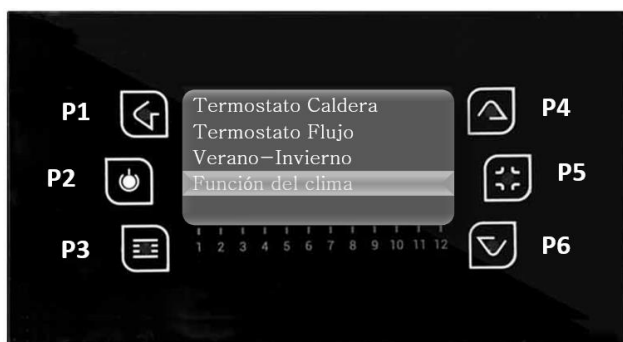 P1
P2
P3
Termostato Caldera
Termostato Flujo
Verano-Invierno
Función del clima
1 2 3 4 5 6 7 8 9 10 11 12
P4
P5
P6